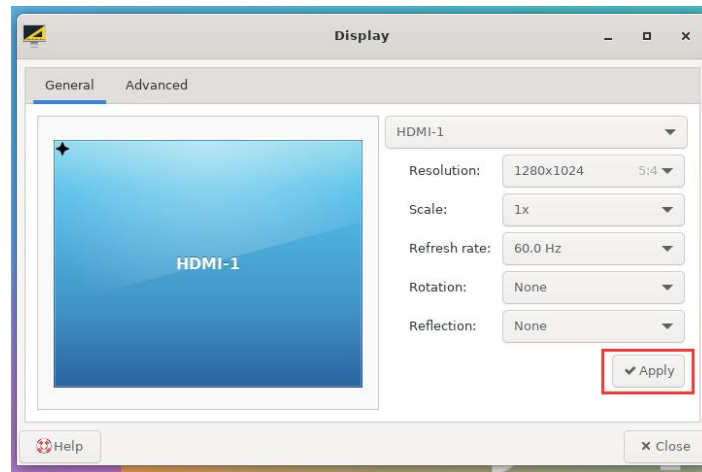 Display
General Advanced
HDMI-1
HDMI-1
Resolution: 1280x1024 5:4
Scale: 1x
Refresh rate: 60.0 Hz
Rotation: None
Reflection: None
Apply
Help Close